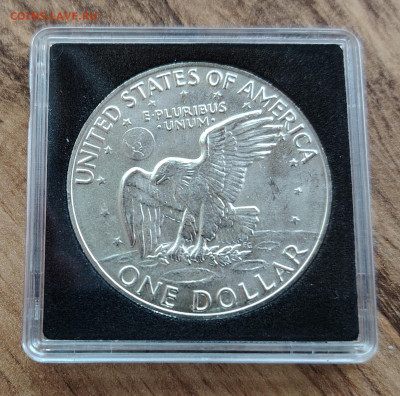 COINS.LAVE.RU
UNITED STATES OF AMERICA
E·PLURIBUS
·UNUM·
ONE DOLLAR